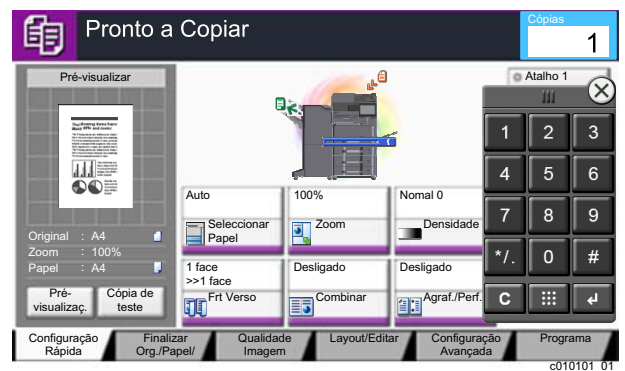 Pronto a Copiar
Cópias
1
Pré-visualizar
Atalho 1
Original : A4
Zoom : 100%
Papel : A4
Pré-
visualizaç.
Cópia de
teste
Auto
Seleccionar
Papel
100%
Zoom
Nomal 0
Densidade
1 face
>>1 face
Frt Verso
Desligado
Combinar
Desligado
Agraf./Perf.
1 2 3
4 5 6
7 8 9
*/. 0 #
C
Configuração
Rápida
Finalizar
Org./Papel/
Qualidade
Imagem
Layout/Editar
Configuração
Avançada
Programa
c010101_01